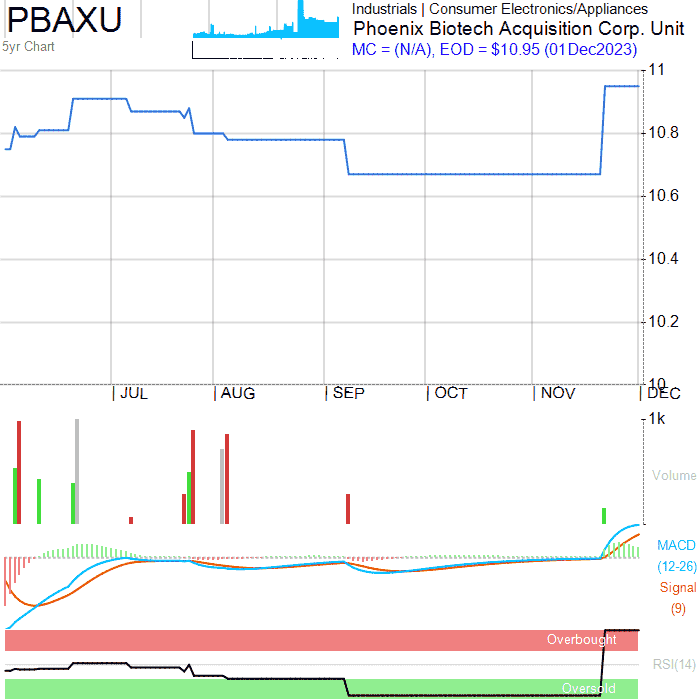 PBAXU
5yr Chart
Industrials | Consumer Electronics/Appliances
Phoenix Biotech Acquisition Corp. Unit
MC = (N/A), EOD = $10.95 (01Dec2023)
11
10.8
10.6
10.4
10.2
10
| JUL | AUG | SEP | OCT | NOV | DEC
1k
Volume
MACD
(12-26)
Signal
(9)
Overbought
RSI(14)
Oversold